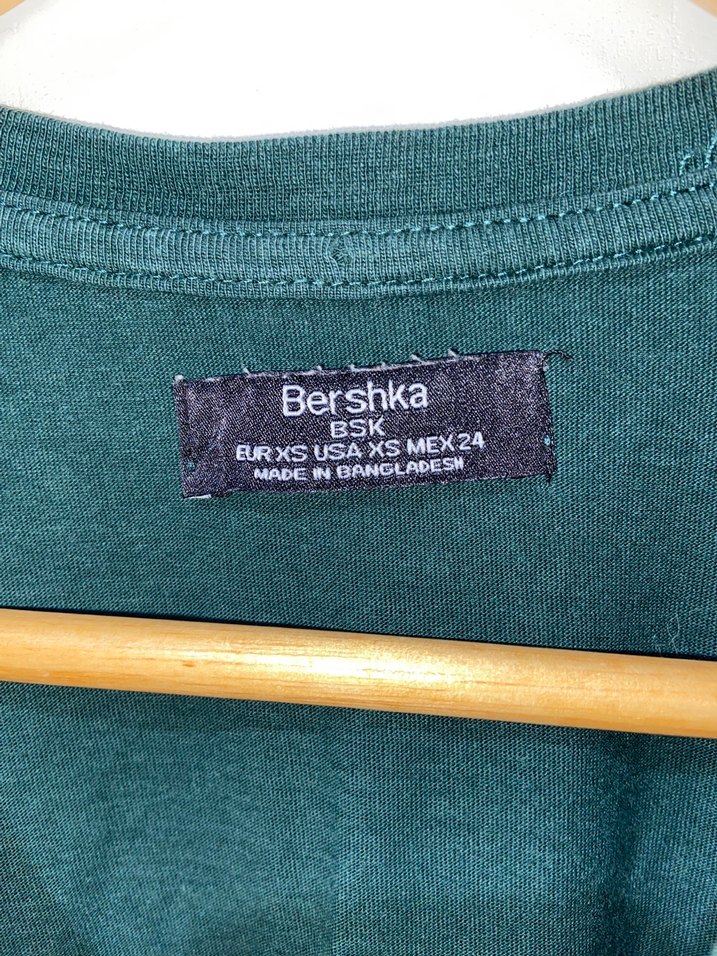 Bershka
BSK
EUR XS USA XS MEX 24
MADE IN BANGLADESH